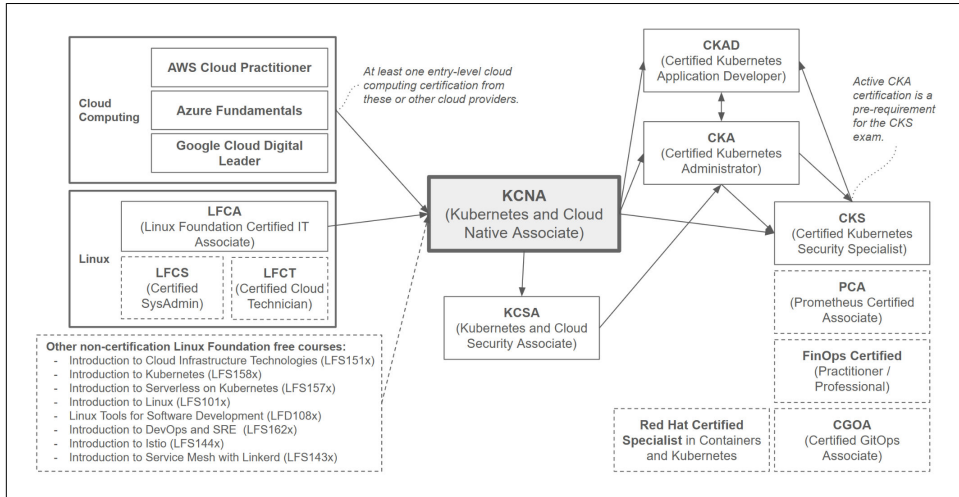 Cloud
Computing
AWS Cloud Practitioner
Azure Fundamentals
Google Cloud Digital
Leader
At least one entry-level cloud
computing certification from
these or other cloud providers.
Linux
LFCA
(Linux Foundation Certified IT
Associate)
LFCS
(Certified
SysAdmin)
LFCT
(Certified Cloud
Technician)
Other non-certification Linux Foundation free courses:
- Introduction to Cloud Infrastructure Technologies (LFS151x)
- Introduction to Kubernetes (LFS158x)
- Introduction to Serverless on Kubernetes (LFS157x)
- Introduction to Linux (LFS101x)
- Linux Tools for Software Development (LFD108x)
- Introduction to DevOps and SRE (LFS162x)
- Introduction to Istio (LFS144x)
- Introduction to Service Mesh with Linkerd (LFS143x)
KCNA
(Kubernetes and Cloud
Native Associate)
KCSA
(Kubernetes and Cloud
Security Associate)
CKAD
(Certified Kubernetes
Application Developer)
CKA
(Certified Kubernetes
Administrator)
Active CKA
certification is a
pre-requirement
for the CKS
exam.
CKS
(Certified Kubernetes
Security Specialist)
PCA
(Prometheus Certified
Associate)
FinOps Certified
(Practitioner /
Professional)
Red Hat Certified
Specialist in Containers
and Kubernetes
CGOA
(Certified GitOps
Associate)